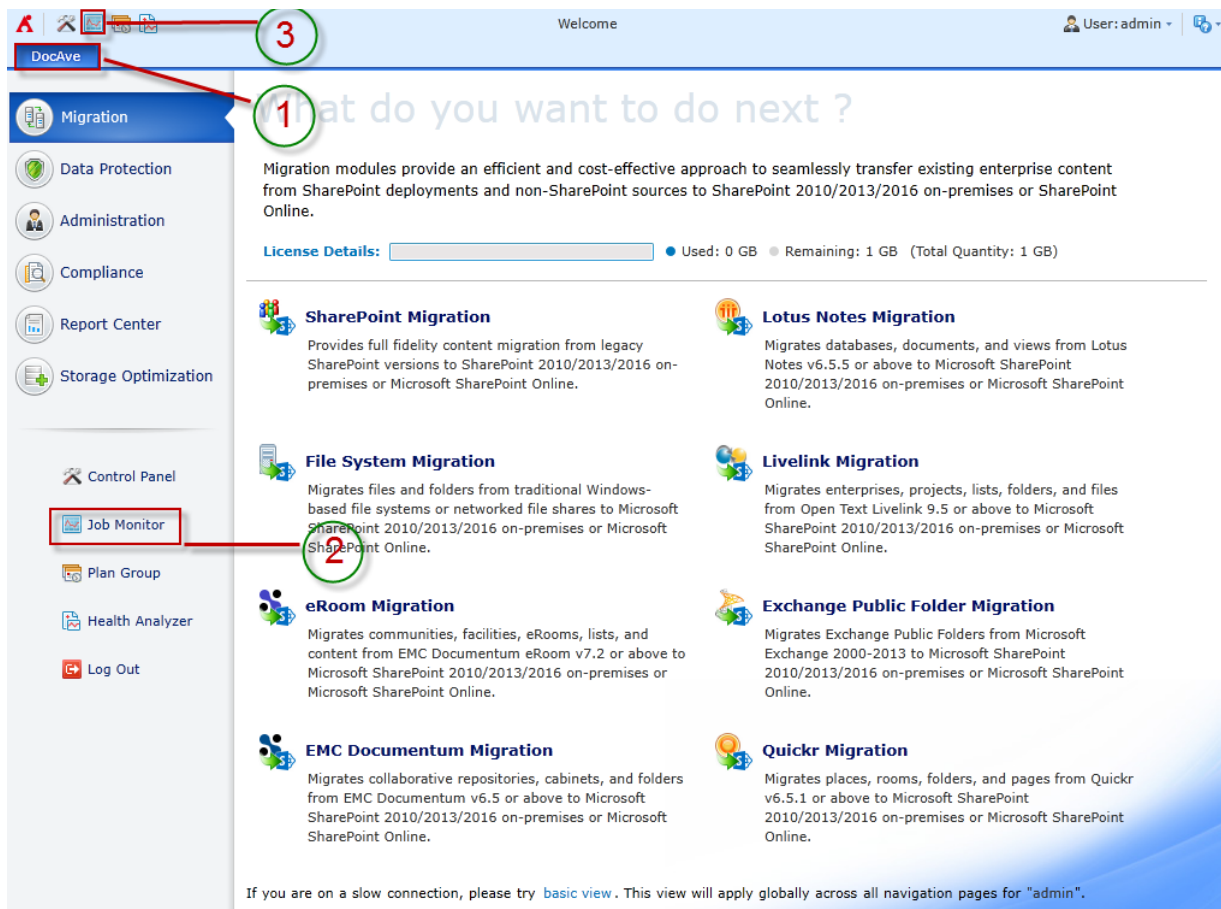 Welcome
User: admin
3
DocAve
1
Migration
Data Protection
Administration
Compliance
Report Center
Storage Optimization
Control Panel
Job Monitor
2
Plan Group
Health Analyzer
Log Out
What do you want to do next ?
Migration modules provide an efficient and cost-effective approach to seamlessly transfer existing enterprise content
from SharePoint deployments and non-SharePoint sources to SharePoint 2010/2013/2016 on-premises or SharePoint
Online.
License Details: Used: 0 GB Remaining: 1 GB (Total Quantity: 1 GB)
SharePoint Migration
Provides full fidelity content migration from legacy
SharePoint versions to SharePoint 2010/2013/2016 on-
premises or Microsoft SharePoint Online.
Lotus Notes Migration
Migrates databases, documents, and views from Lotus
Notes v6.5.5 or above to Microsoft SharePoint
2010/2013/2016 on-premises or Microsoft SharePoint
Online.
File System Migration
Migrates files and folders from traditional Windows-
based file systems or networked file shares to Microsoft
SharePoint 2010/2013/2016 on-premises or Microsoft
SharePoint Online.
Livelink Migration
Migrates enterprises, projects, lists, folders, and files
from Open Text Livelink 9.5 or above to Microsoft
SharePoint 2010/2013/2016 on-premises or Microsoft
SharePoint Online.
eRoom Migration
Migrates communities, facilities, eRooms, lists, and
content from EMC Documentum eRoom v7.2 or above to
Microsoft SharePoint 2010/2013/2016 on-premises or
Microsoft SharePoint Online.
Exchange Public Folder Migration
Migrates Exchange Public Folders from Microsoft
Exchange 2000-2013 to Microsoft SharePoint
2010/2013/2016 on-premises or Microsoft SharePoint
Online.
EMC Documentum Migration
Migrates collaborative repositories, cabinets, and folders
from EMC Documentum v6.5 or above to Microsoft
SharePoint 2010/2013/2016 on-premises or Microsoft
SharePoint Online.
Quickr Migration
Migrates places, rooms, folders, and pages from Quickr
v6.5.1 or above to Microsoft SharePoint
2010/2013/2016 on-premises or Microsoft SharePoint
Online.
If you are on a slow connection, please try basic view. This view will apply globally across all navigation pages for "admin".